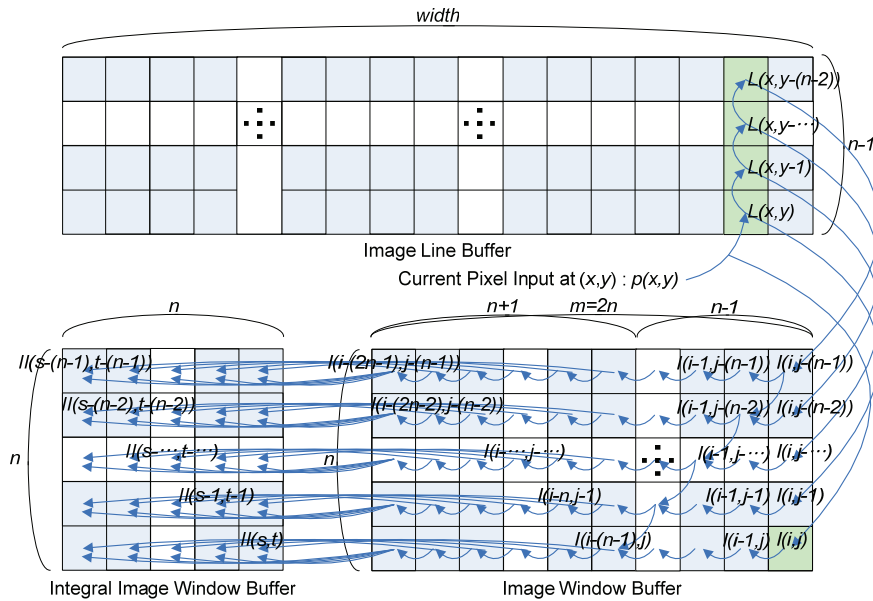 width
L(x,y-(n-2))
L(x,y-⋯)
n-1
L(x,y-1)
L(x,y)
Image Line Buffer
Current Pixel Input at (x,y) : p(x,y)
n
n+1
m=2n
n-1
II(s-(n-1),t-(n-1)) I(i-(2n-1),j-(n-1)) I(i-1,j-(n-1)) I(i,j-(n-1))
II(s-(n-2),t-(n-2)) I(i-(2n-2),j-(n-2)) I(i-1,j-(n-2)) I(i,j-(n-2))
n II(s-⋯,t-⋯) n I(i-⋯,j-⋯) I(i-1,j-⋯) I(i,j-⋯)
II(s-1,t-1) I(i-n,j-1) I(i-1,j-1) I(i,j-1)
II(s,t) I(i-(n-1),j) I(i-1,j) I(i,j)
Integral Image Window Buffer
Image Window Buffer